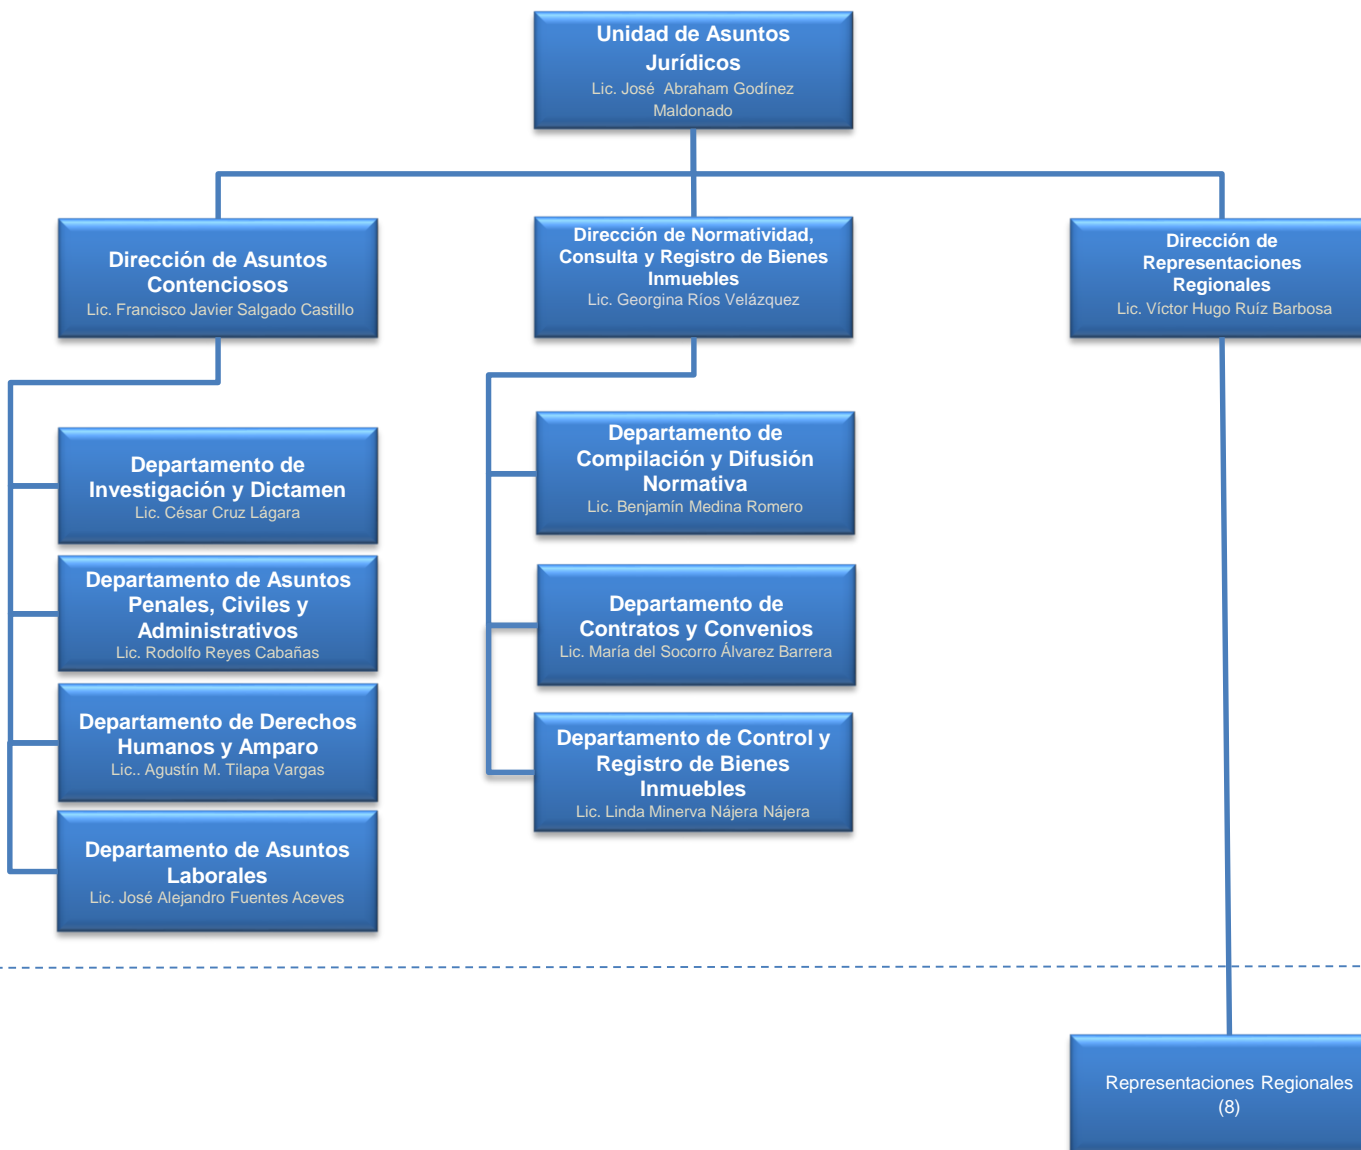 Unidad de Asuntos
Jurídicos
Lic. José Abraham Godínez
Maldonado
Dirección de Asuntos
Contenciosos
Lic. Francisco Javier Salgado Castillo
Dirección de Normatividad,
Consulta y Registro de Bienes
Inmuebles
Lic. Georgina Ríos Velázquez
Dirección de
Representaciones
Regionales
Lic. Víctor Hugo Ruíz Barbosa
Departamento de
Investigación y Dictamen
Lic. César Cruz Lágara
Departamento de Asuntos
Penales, Civiles y
Administrativos
Lic. Rodolfo Reyes Cabañas
Departamento de Derechos
Humanos y Amparo
Lic.. Agustín M. Tilapa Vargas
Departamento de Asuntos
Laborales
Lic. José Alejandro Fuentes Aceves
Departamento de
Compilación y Difusión
Normativa
Lic. Benjamín Medina Romero
Departamento de
Contratos y Convenios
Lic. María del Socorro Álvarez Barrera
Departamento de Control y
Registro de Bienes
Inmuebles
Lic. Linda Minerva Nájera Nájera
Representaciones Regionales
(8)